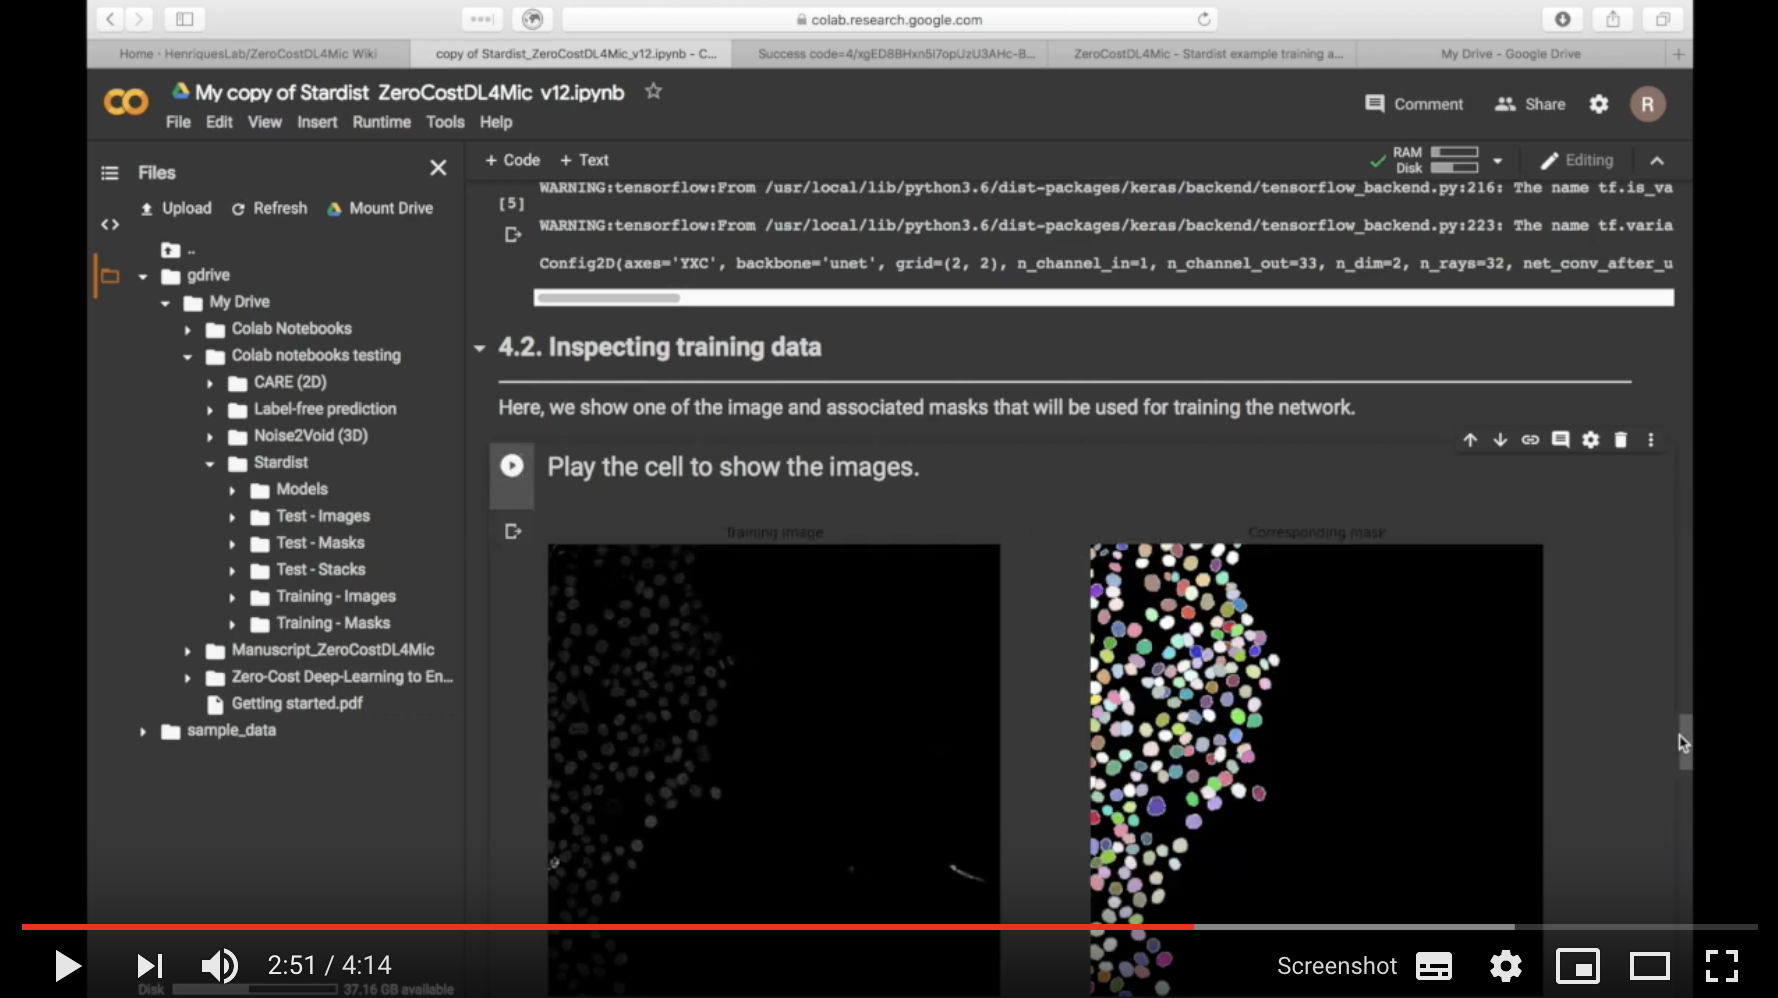 colab.research.google.com
Home · HenriquesLab/ZeroCostDL4Mic Wiki
copy of Stardist_ZeroCostDL4Mic_v12.ipynb - C...
Success code=4/xgED8BHxn5I7opUzU3AHc-B...
ZeroCostDL4Mic - Stardist example training a...
My Drive - Google Drive
My copy of Stardist ZeroCostDL4Mic v12.ipynb
File Edit View Insert Runtime Tools Help
Comment
Share
R
Files
Upload Refresh Mount Drive
..
gdrive
My Drive
Colab Notebooks
Colab notebooks testing
CARE (2D)
Label-free prediction
Noise2Void (3D)
Stardist
Models
Test - Images
Test - Masks
Test - Stacks
Training - Images
Training - Masks
Manuscript_ZeroCostDL4Mic
Zero-Cost Deep-Learning to En...
Getting started.pdf
sample_data
Disk 37.16 GB available
+ Code + Text
RAM
Disk
Editing
WARNING:tensorflow:From /usr/local/lib/python3.6/dist-packages/keras/backend/tensorflow_backend.py:216: The name tf.is_va
[5]
WARNING:tensorflow:From /usr/local/lib/python3.6/dist-packages/keras/backend/tensorflow_backend.py:223: The name tf.varia
Config2D(axes='YXC', backbone='unet', grid=(2, 2), n_channel_in=1, n_channel_out=33, n_dim=2, n_rays=32, net_conv_after_u
4.2. Inspecting training data
Here, we show one of the image and associated masks that will be used for training the network.
Play the cell to show the images.
Training image
Corresponding mask
2:51 / 4:14
Screenshot